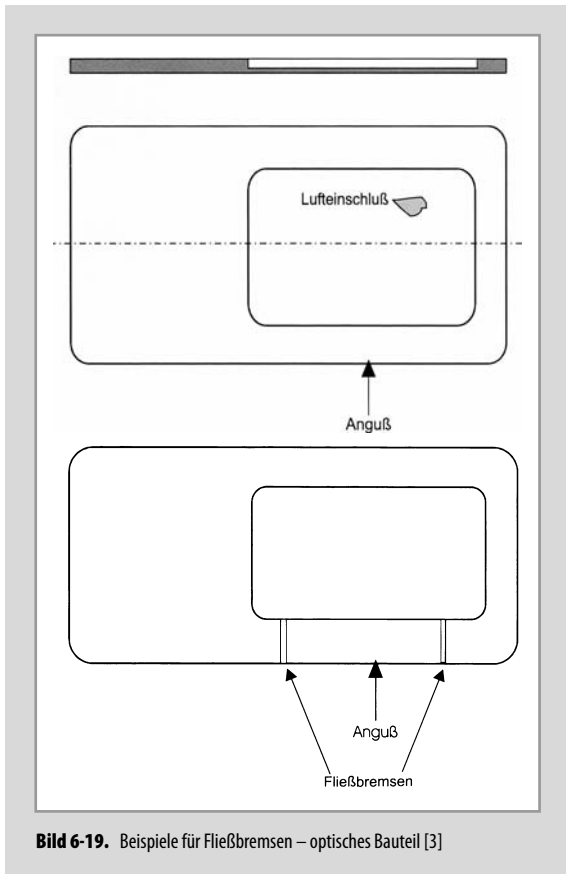 Lufteinschluß
Anguß
Anguß
Fließbremsen
Bild 6-19. Beispiele für Fließbremsen – optisches Bauteil [3]